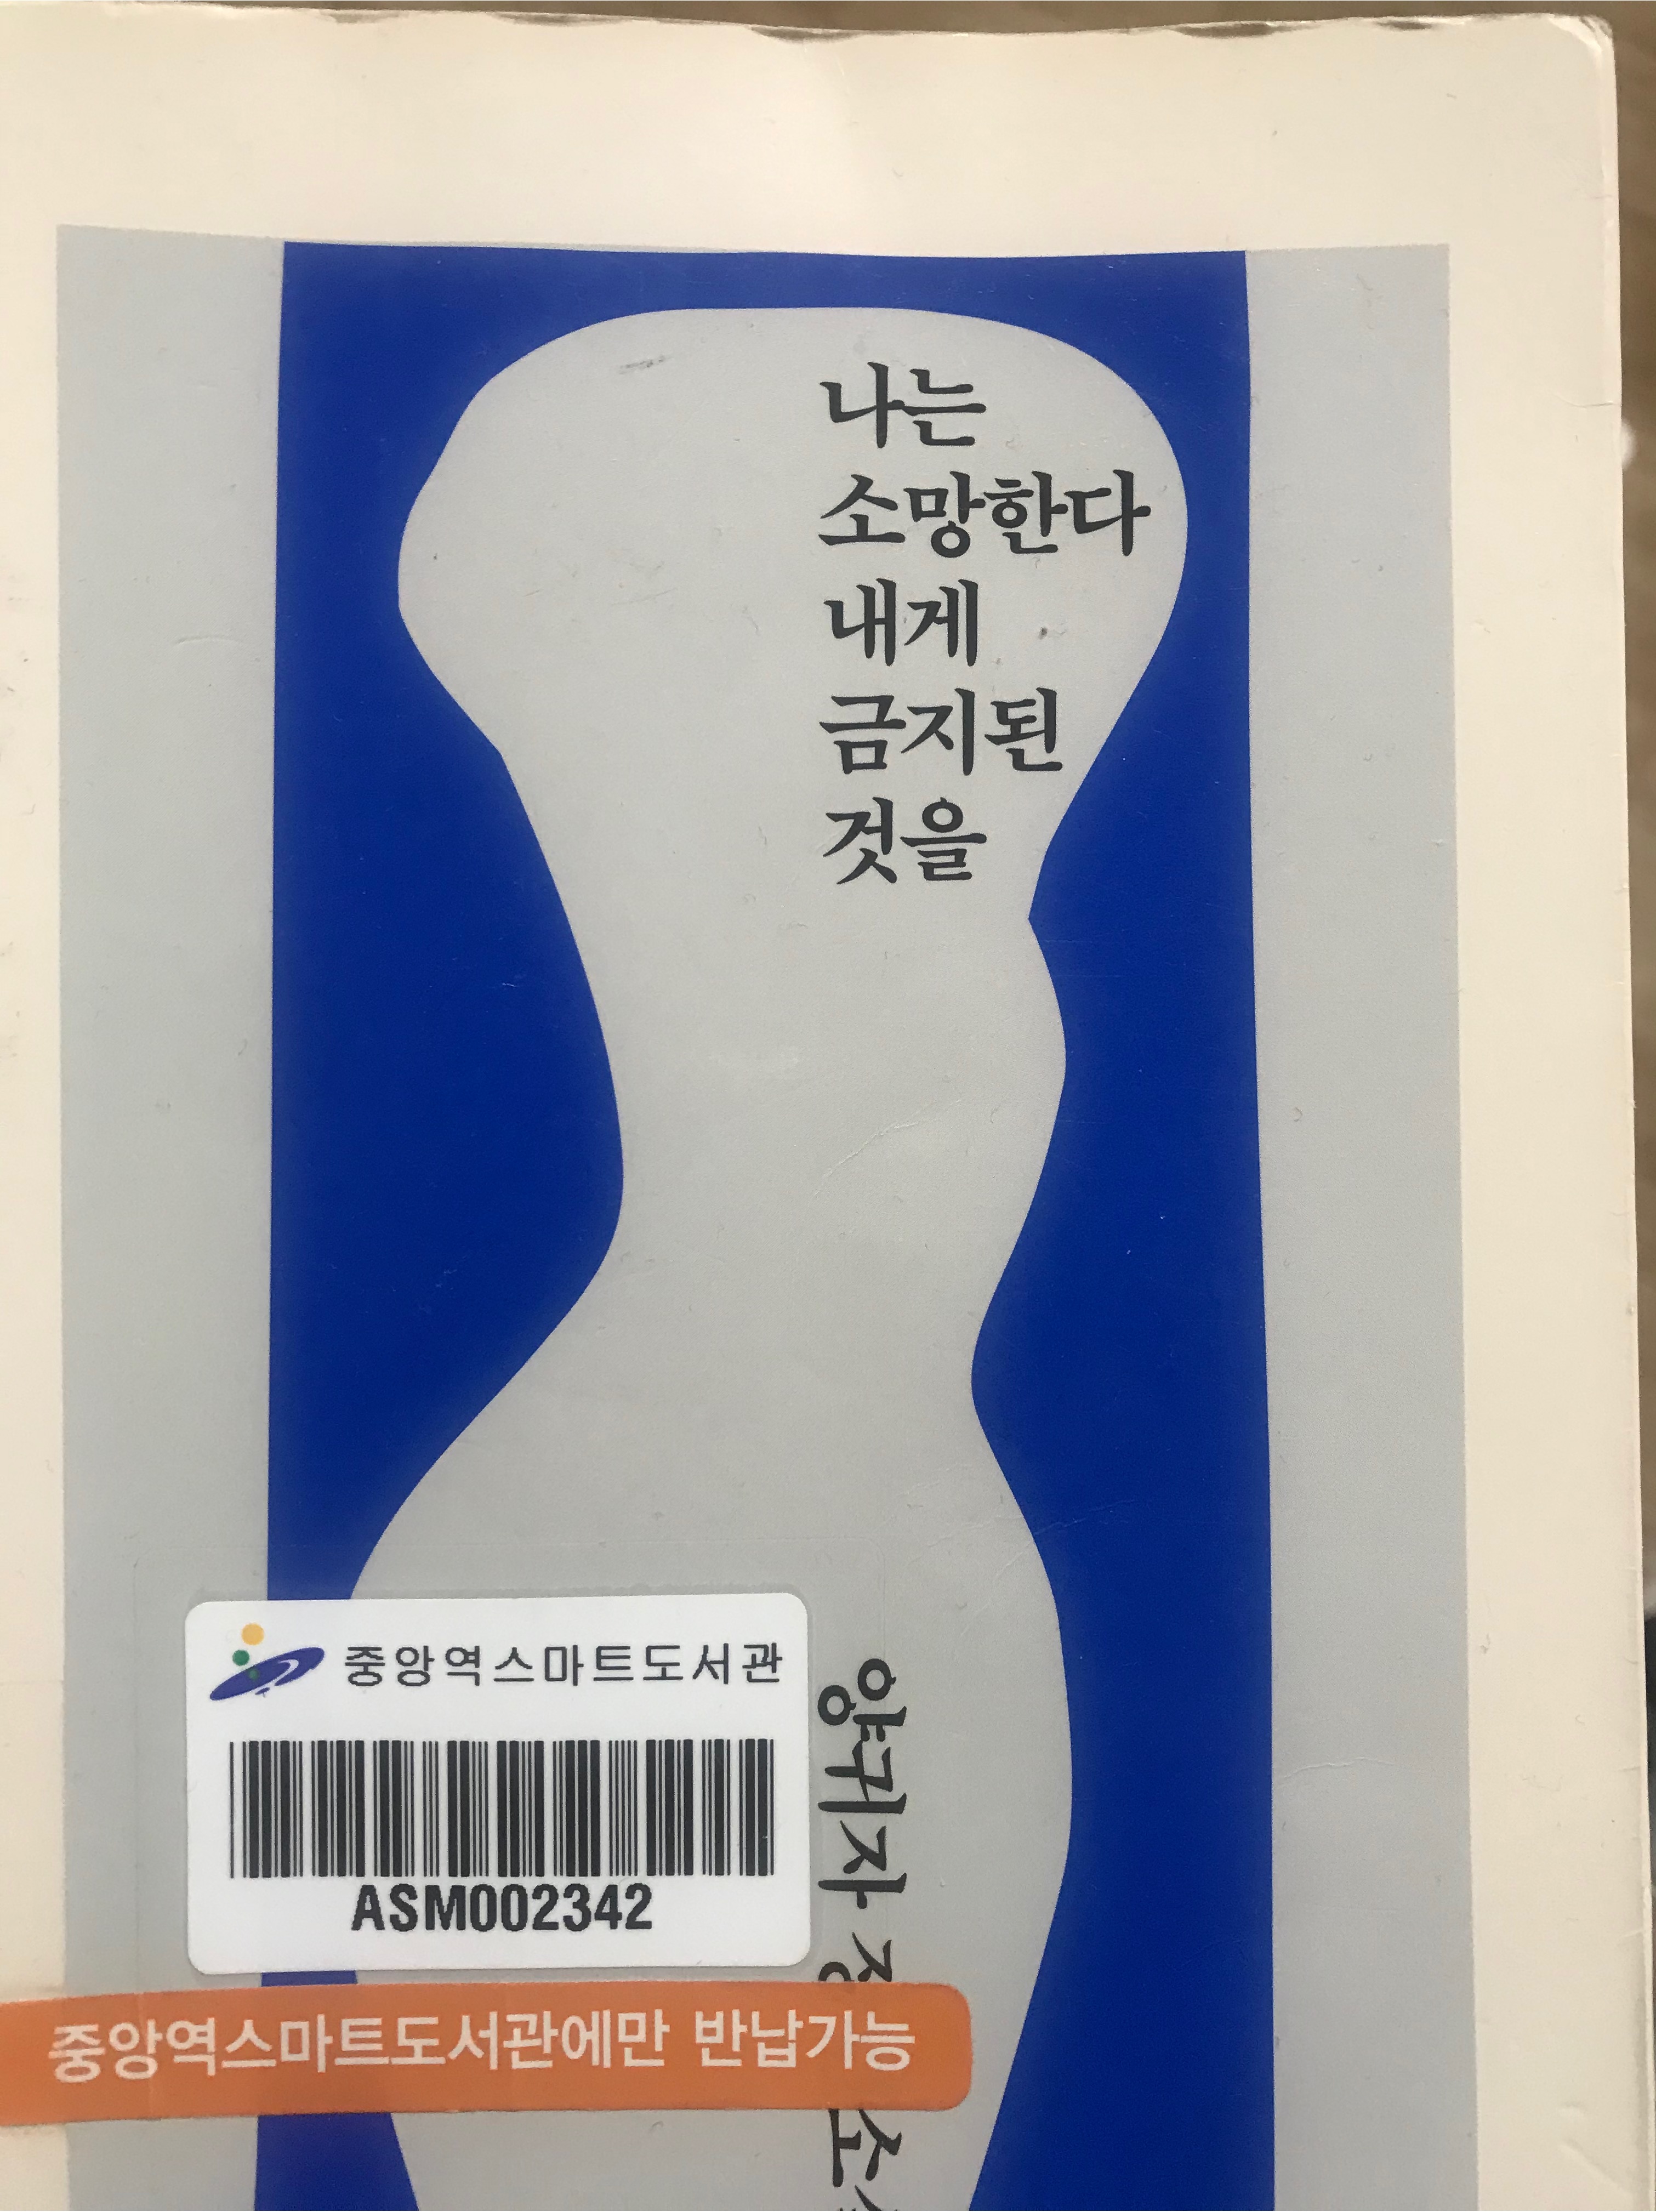 나는
소망한다
내게
금지된
것을
중앙역스마트도서관
ASM002342
양귀자
중앙역스마트도서관에만 반납가능